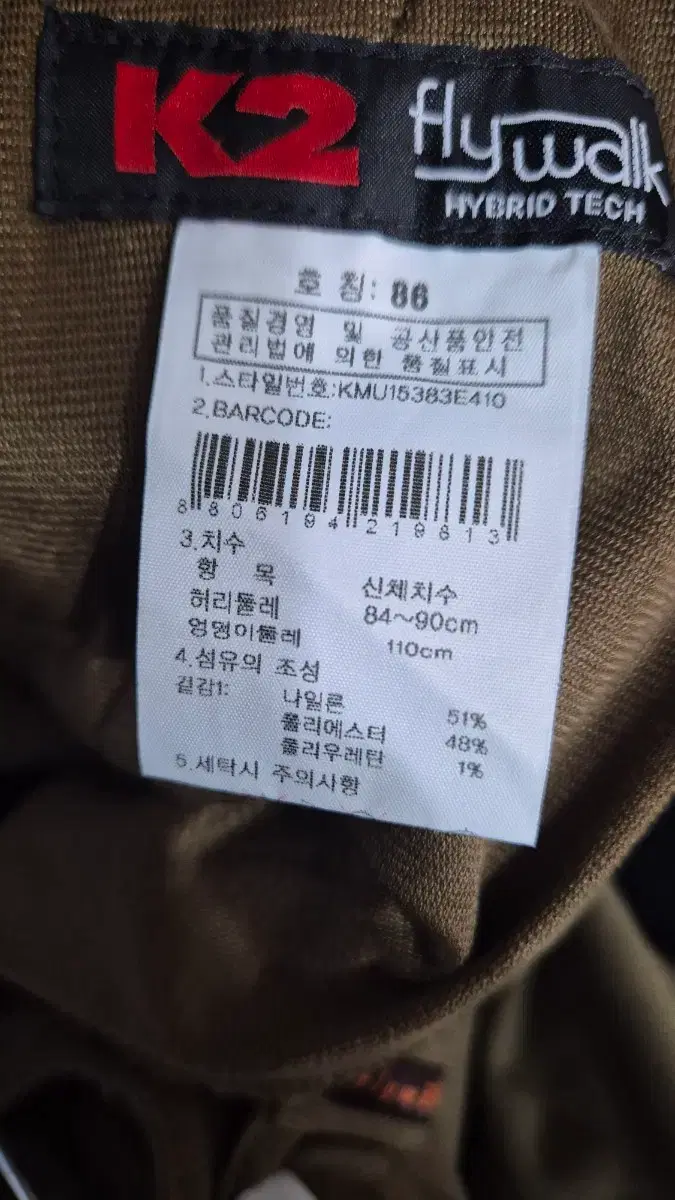 K2 flywalk
HYBRID TECH
호 칭: 86
품질경영 및 공산품안전
관리법에 의한 품질표시
1.스타일번호:KMU15383E410
2.BARCODE:
8 806194 219813
3.치수
항 목 신체치수
허리둘레 84~90cm
엉덩이둘레 110cm
4.섬유의 조성
겉감1: 나일론 51%
폴리에스터 48%
폴리우레탄 1%
5.세탁시 주의사항